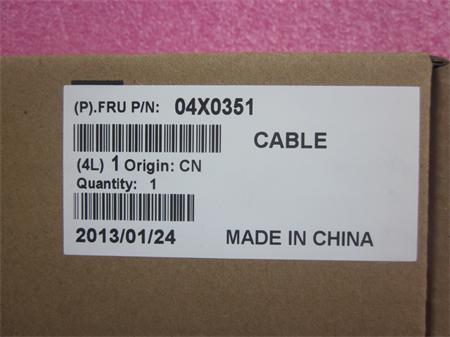 (P).FRU P/N: 04X0351
CABLE
(4L) 1 Origin: CN
Quantity: 1
2013/01/24 MADE IN CHINA